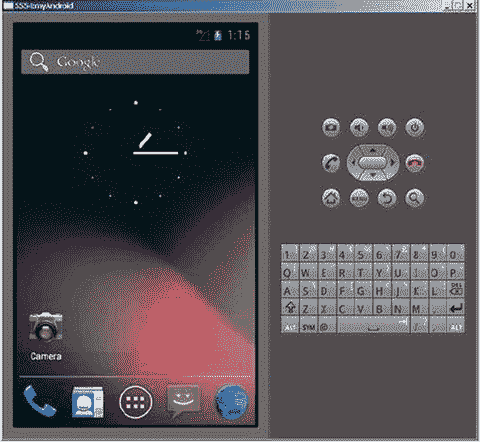 5554:myAndroid
1:15
Google
Camera
MENU
1 2 3 4 5 6 7 8 9 0
Q W E R T Y U I O P
A S D F G H J K L DEL
Z X C V B N M .
ALT SYM @ / , ALT